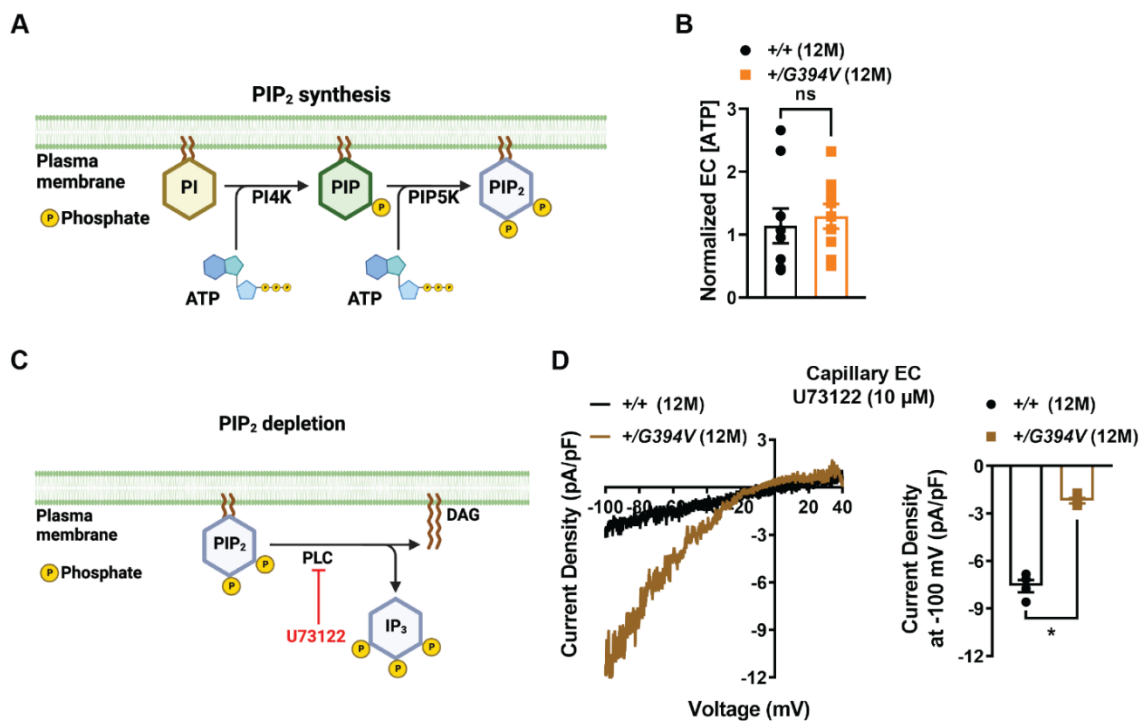 A
PIP₂ synthesis
Plasma
membrane
P Phosphate
PI
PI4K
PIP
P
PIP5K
PIP₂
P
P
ATP
P P P
ATP
P P P
B
+/+ (12M)
+/G394V (12M)
ns
Normalized EC [ATP]
3
2
1
0
C
PIP₂ depletion
Plasma
membrane
P Phosphate
PIP₂
P
P
PLC
DAG
U73122
IP₃
P
P
P
D
Capillary EC
U73122 (10 µM)
+/+ (12M)
+/G394V (12M)
Current Density (pA/pF)
3
-100 -80 -60 -40 -20 20 40
-3
-6
-9
-12
Voltage (mV)
+/+ (12M)
+/G394V (12M)
Current Density
at -100 mV (pA/pF)
0
-3
-6
-9
-12
*